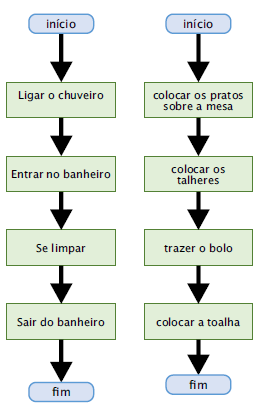 início
Ligar o chuveiro
Entrar no banheiro
Se limpar
Sair do banheiro
fim
início
colocar os pratos
sobre a mesa
colocar os
talheres
trazer o bolo
colocar a toalha
fim